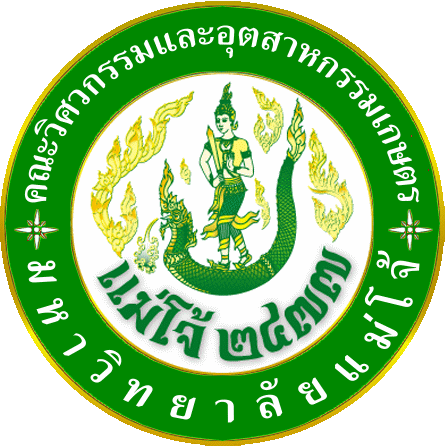 คณะวิศวกรรมและอุตสาหกรรมเกษตร
แม่โจ้ ๒๔๗๗
มหาวิทยาลัยแม่โจ้